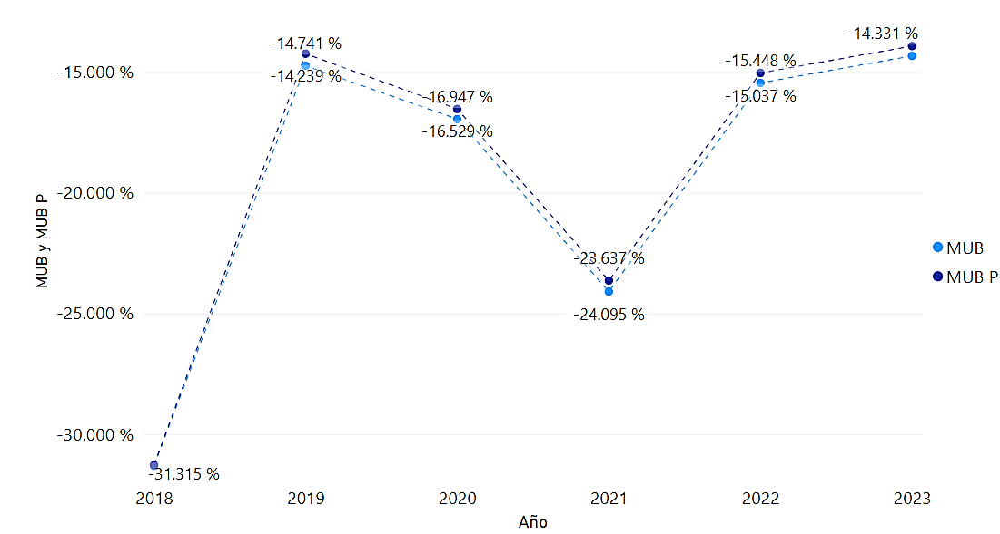 -14.331 %
-14.741 %
-15.448 %
-15.000 %
-14.239 %
-16.947 %
-15.037 %
-16.529 %
-20.000 %
MUB y MUB P
MUB
-23.637 %
MUB P
-25.000 %
-24.095 %
-30.000 %
-31.315 %
2018 2019 2020 2021 2022 2023
Año